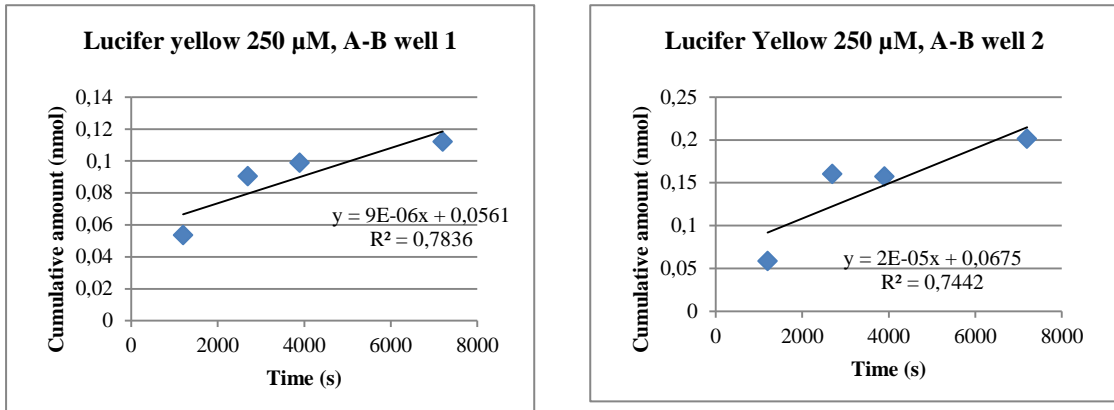 Lucifer yellow 250 µM, A-B well 1
Cumulative amount (nmol)
0,14
0,12
0,1
0,08
0,06
0,04
0,02
0
y = 9E-06x + 0,0561
R² = 0,7836
0 2000 4000 6000 8000
Time (s)
Lucifer Yellow 250 µM, A-B well 2
Cumulative amount (nmol)
0,25
0,2
0,15
0,1
0,05
0
y = 2E-05x + 0,0675
R² = 0,7442
0 2000 4000 6000 8000
Time (s)